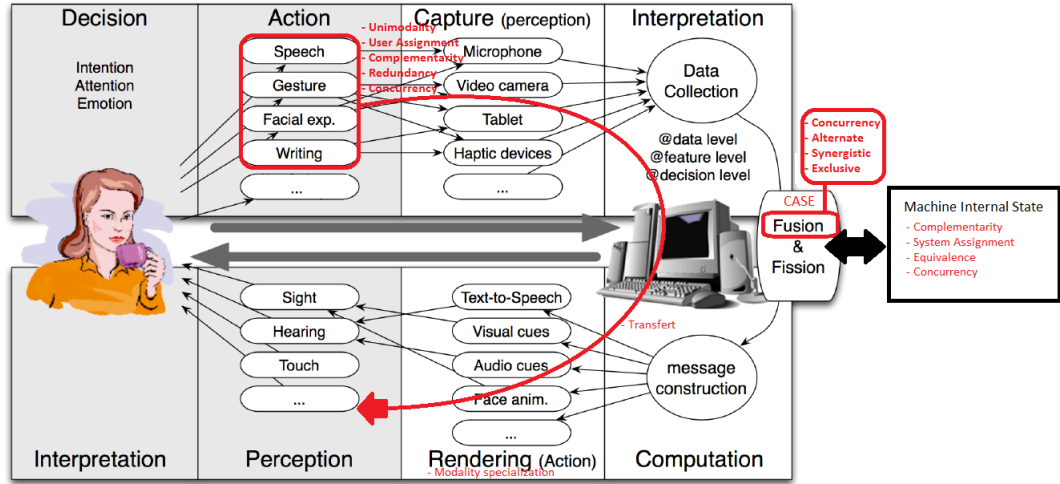 Decision
Action
Capture (perception)
Interpretation
Intention
Attention
Emotion
Speech
Gesture
Facial exp.
Writing
...
- Unimodality
- User Assignment
- Complementarity
- Redundancy
- Concurrency
Microphone
Video camera
Tablet
Haptic devices
...
Data
Collection
@data level
@feature level
@decision level
- Concurrency
- Alternate
- Synergistic
- Exclusive
CASE
Fusion
&
Fission
Machine Internal State
- Complementarity
- System Assignment
- Equivalence
- Concurrency
Sight
Hearing
Touch
...
Text-to-Speech
Visual cues
Audio cues
Face anim.
...
- Transfert
message
construction
Interpretation
Perception
Rendering (Action)
- Modality specialization
Computation